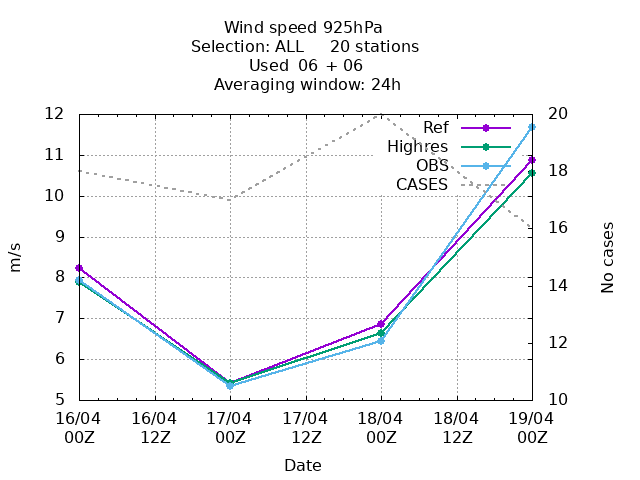 Wind speed 925hPa
Selection: ALL     20 stations
Used  06 + 06
Averaging window: 24h
12
11
10
9
8
7
6
5
m/s
20
18
16
14
12
10
No cases
Ref
Highres
OBS
CASES
16/04 16/04 17/04 17/04 18/04 18/04 19/04
00Z 12Z 00Z 12Z 00Z 12Z 00Z
Date